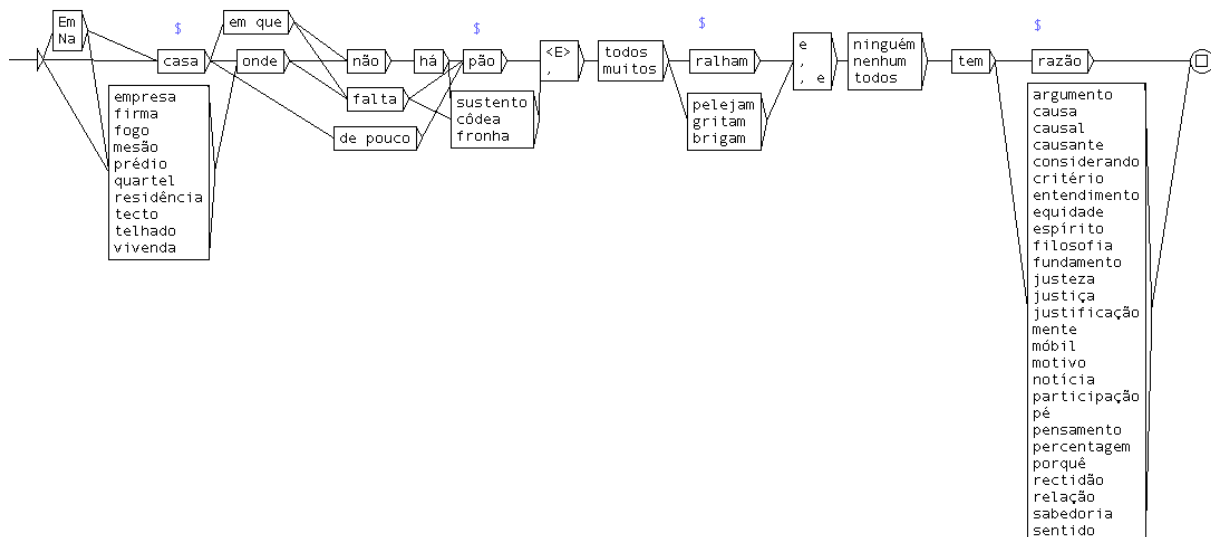 Em
Na
$
casa
empresa
firma
fogo
mesão
prédio
quartel
residência
tecto
telhado
vivenda
em que
onde
não
falta
de pouco
há
$
pão
sustento
côdea
fronha
<E>
,
todos
muitos
$
ralham
pelejam
gritam
brigam
e
,
, e
ninguém
nenhum
todos
tem
$
razão
argumento
causa
causal
causante
considerando
critério
entendimento
equidade
espírito
filosofia
fundamento
justeza
justiça
justificação
mente
móbil
motivo
notícia
participação
pé
pensamento
percentagem
porquê
rectidão
relação
sabedoria
sentido